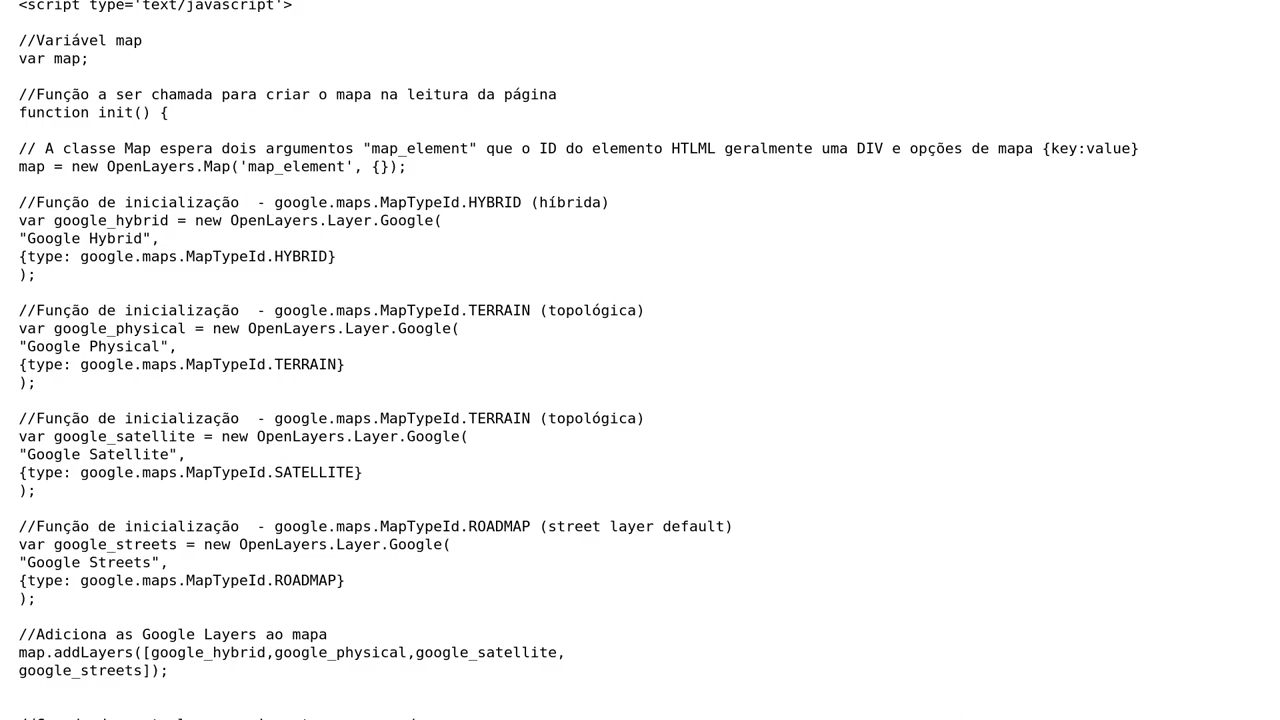 <script type='text/javascript'>
//Variável map
var map;
//Função a ser chamada para criar o mapa na leitura da página
function init() {
// A classe Map espera dois argumentos "map_element" que o ID do elemento HTLML geralmente uma DIV e opções de mapa {key:value}
map = new OpenLayers.Map('map_element', {});
//Função de inicialização  - google.maps.MapTypeId.HYBRID (híbrida)
var google_hybrid = new OpenLayers.Layer.Google(
"Google Hybrid",
{type: google.maps.MapTypeId.HYBRID}
);
//Função de inicialização  - google.maps.MapTypeId.TERRAIN (topológica)
var google_physical = new OpenLayers.Layer.Google(
"Google Physical",
{type: google.maps.MapTypeId.TERRAIN}
);
//Função de inicialização  - google.maps.MapTypeId.TERRAIN (topológica)
var google_satellite = new OpenLayers.Layer.Google(
"Google Satellite",
{type: google.maps.MapTypeId.SATELLITE}
);
//Função de inicialização  - google.maps.MapTypeId.ROADMAP (street layer default)
var google_streets = new OpenLayers.Layer.Google(
"Google Streets",
{type: google.maps.MapTypeId.ROADMAP}
);
//Adiciona as Google Layers ao mapa
map.addLayers([google_hybrid,google_physical,google_satellite,
google_streets]);